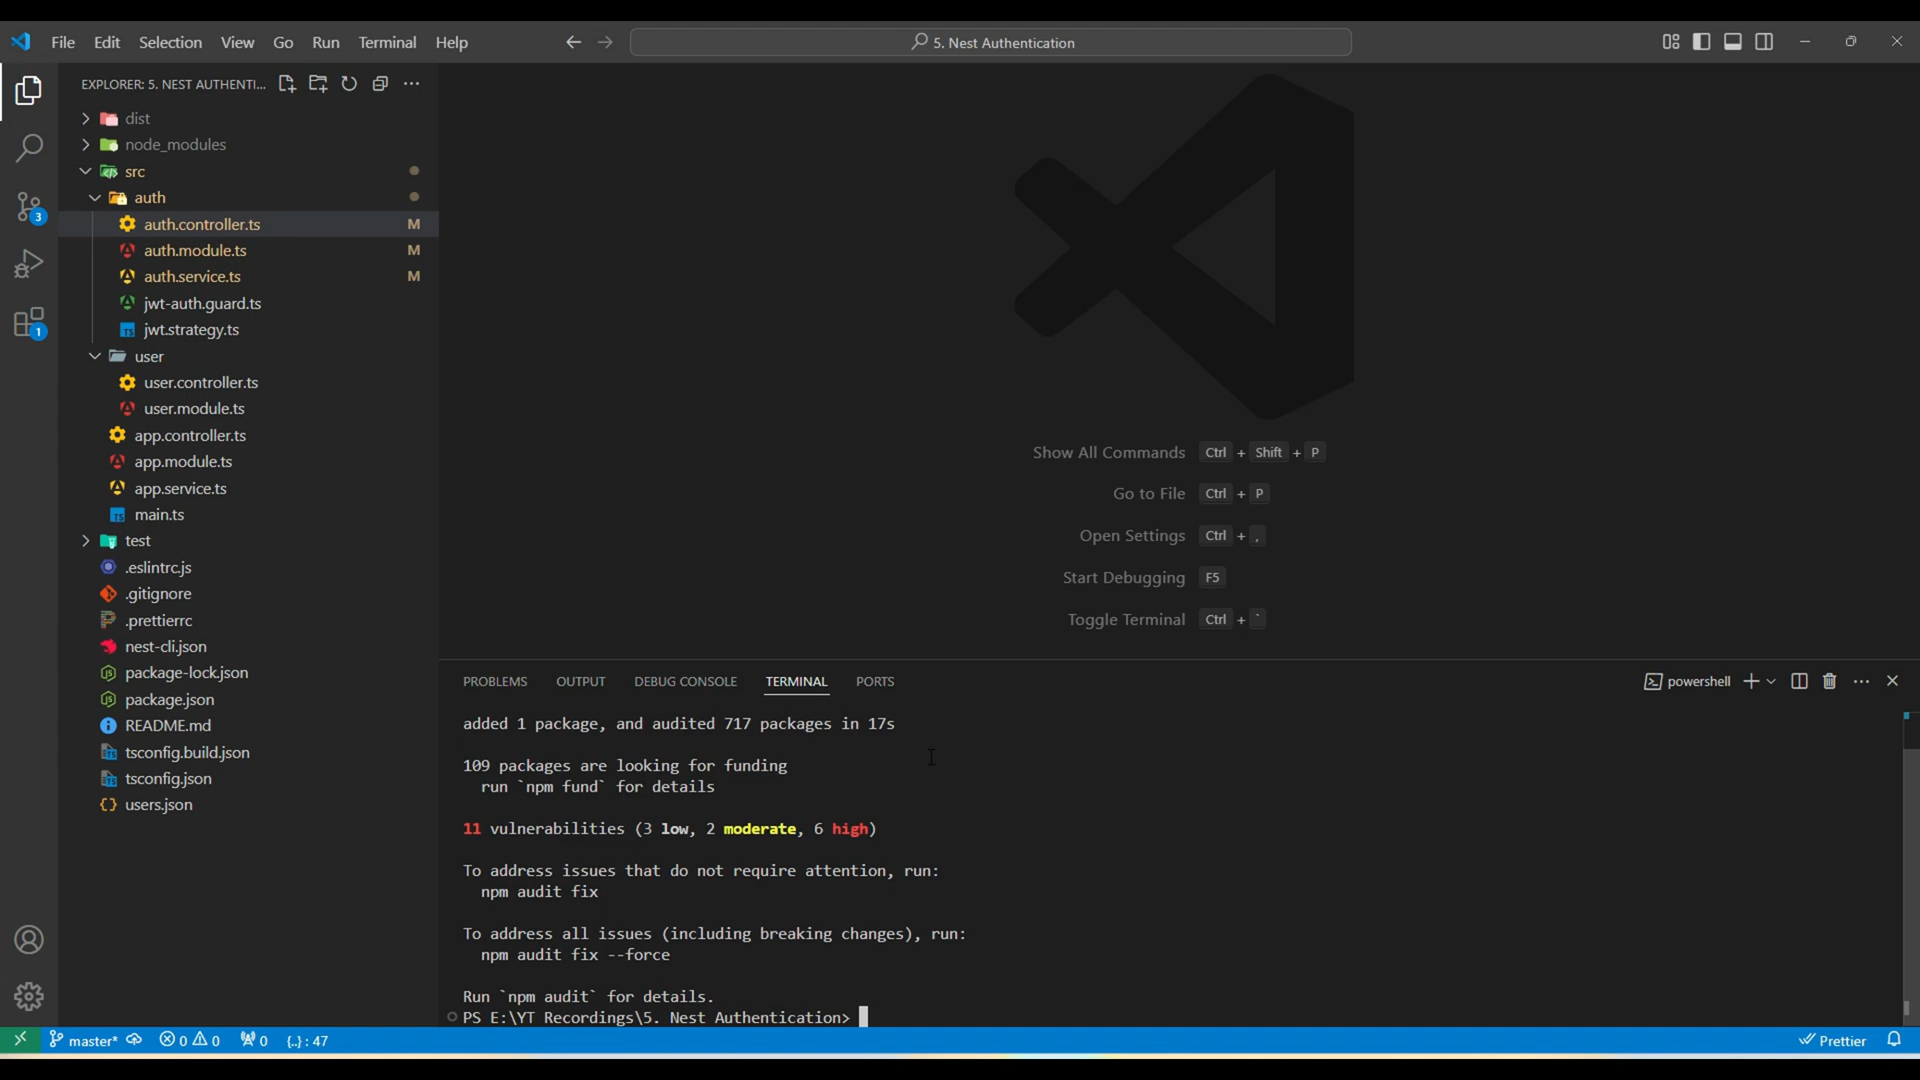 File Edit Selection View Go Run Terminal Help
5. Nest Authentication
EXPLORER: 5. NEST AUTHENTI...
dist
node_modules
src
auth
auth.controller.ts M
auth.module.ts M
auth.service.ts M
jwt-auth.guard.ts
jwt.strategy.ts
user
user.controller.ts
user.module.ts
app.controller.ts
app.module.ts
app.service.ts
main.ts
test
.eslintrc.js
.gitignore
.prettierrc
nest-cli.json
package-lock.json
package.json
README.md
tsconfig.build.json
tsconfig.json
users.json
3
1
Show All Commands Ctrl + Shift + P
Go to File Ctrl + P
Open Settings Ctrl + ,
Start Debugging F5
Toggle Terminal Ctrl + `
PROBLEMS OUTPUT DEBUG CONSOLE TERMINAL PORTS
powershell
added 1 package, and audited 717 packages in 17s
109 packages are looking for funding
run `npm fund` for details
11 vulnerabilities (3 low, 2 moderate, 6 high)
To address issues that do not require attention, run:
npm audit fix
To address all issues (including breaking changes), run:
npm audit fix --force
Run `npm audit` for details.
PS E:\YT Recordings\5. Nest Authentication>
master* 0 0 0 {..} : 47
Prettier